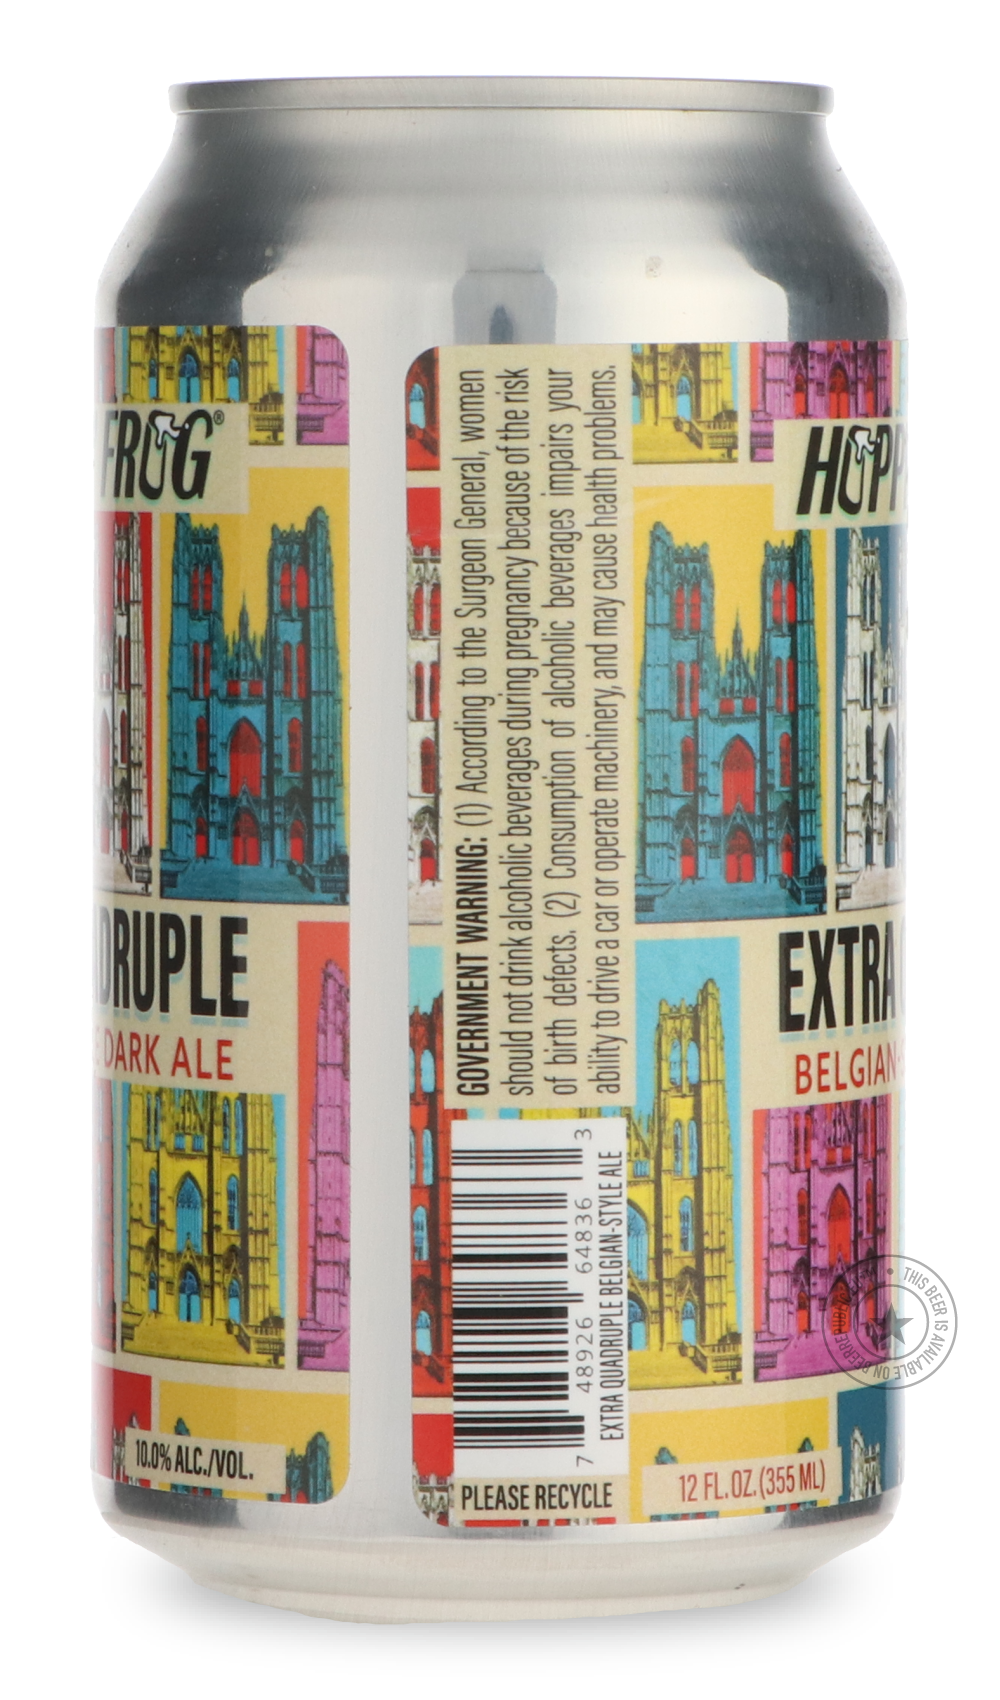 FROG®
DRUPLE
DARK ALE
10.0% ALC./VOL.
GOVERNMENT WARNING: (1) According to the Surgeon General, women
should not drink alcoholic beverages during pregnancy because of the risk
of birth defects. (2) Consumption of alcoholic beverages impairs your
ability to drive a car or operate machinery, and may cause health problems.
7 48926 64836 3
EXTRA QUADRUPLE BELGIAN-STYLE ALE
PLEASE RECYCLE
12 FL.OZ.(355 ML)
HOPP
EXTRA
BELGIAN-
THIS BEER IS AVAILABLE ON BEERREPUBLIC